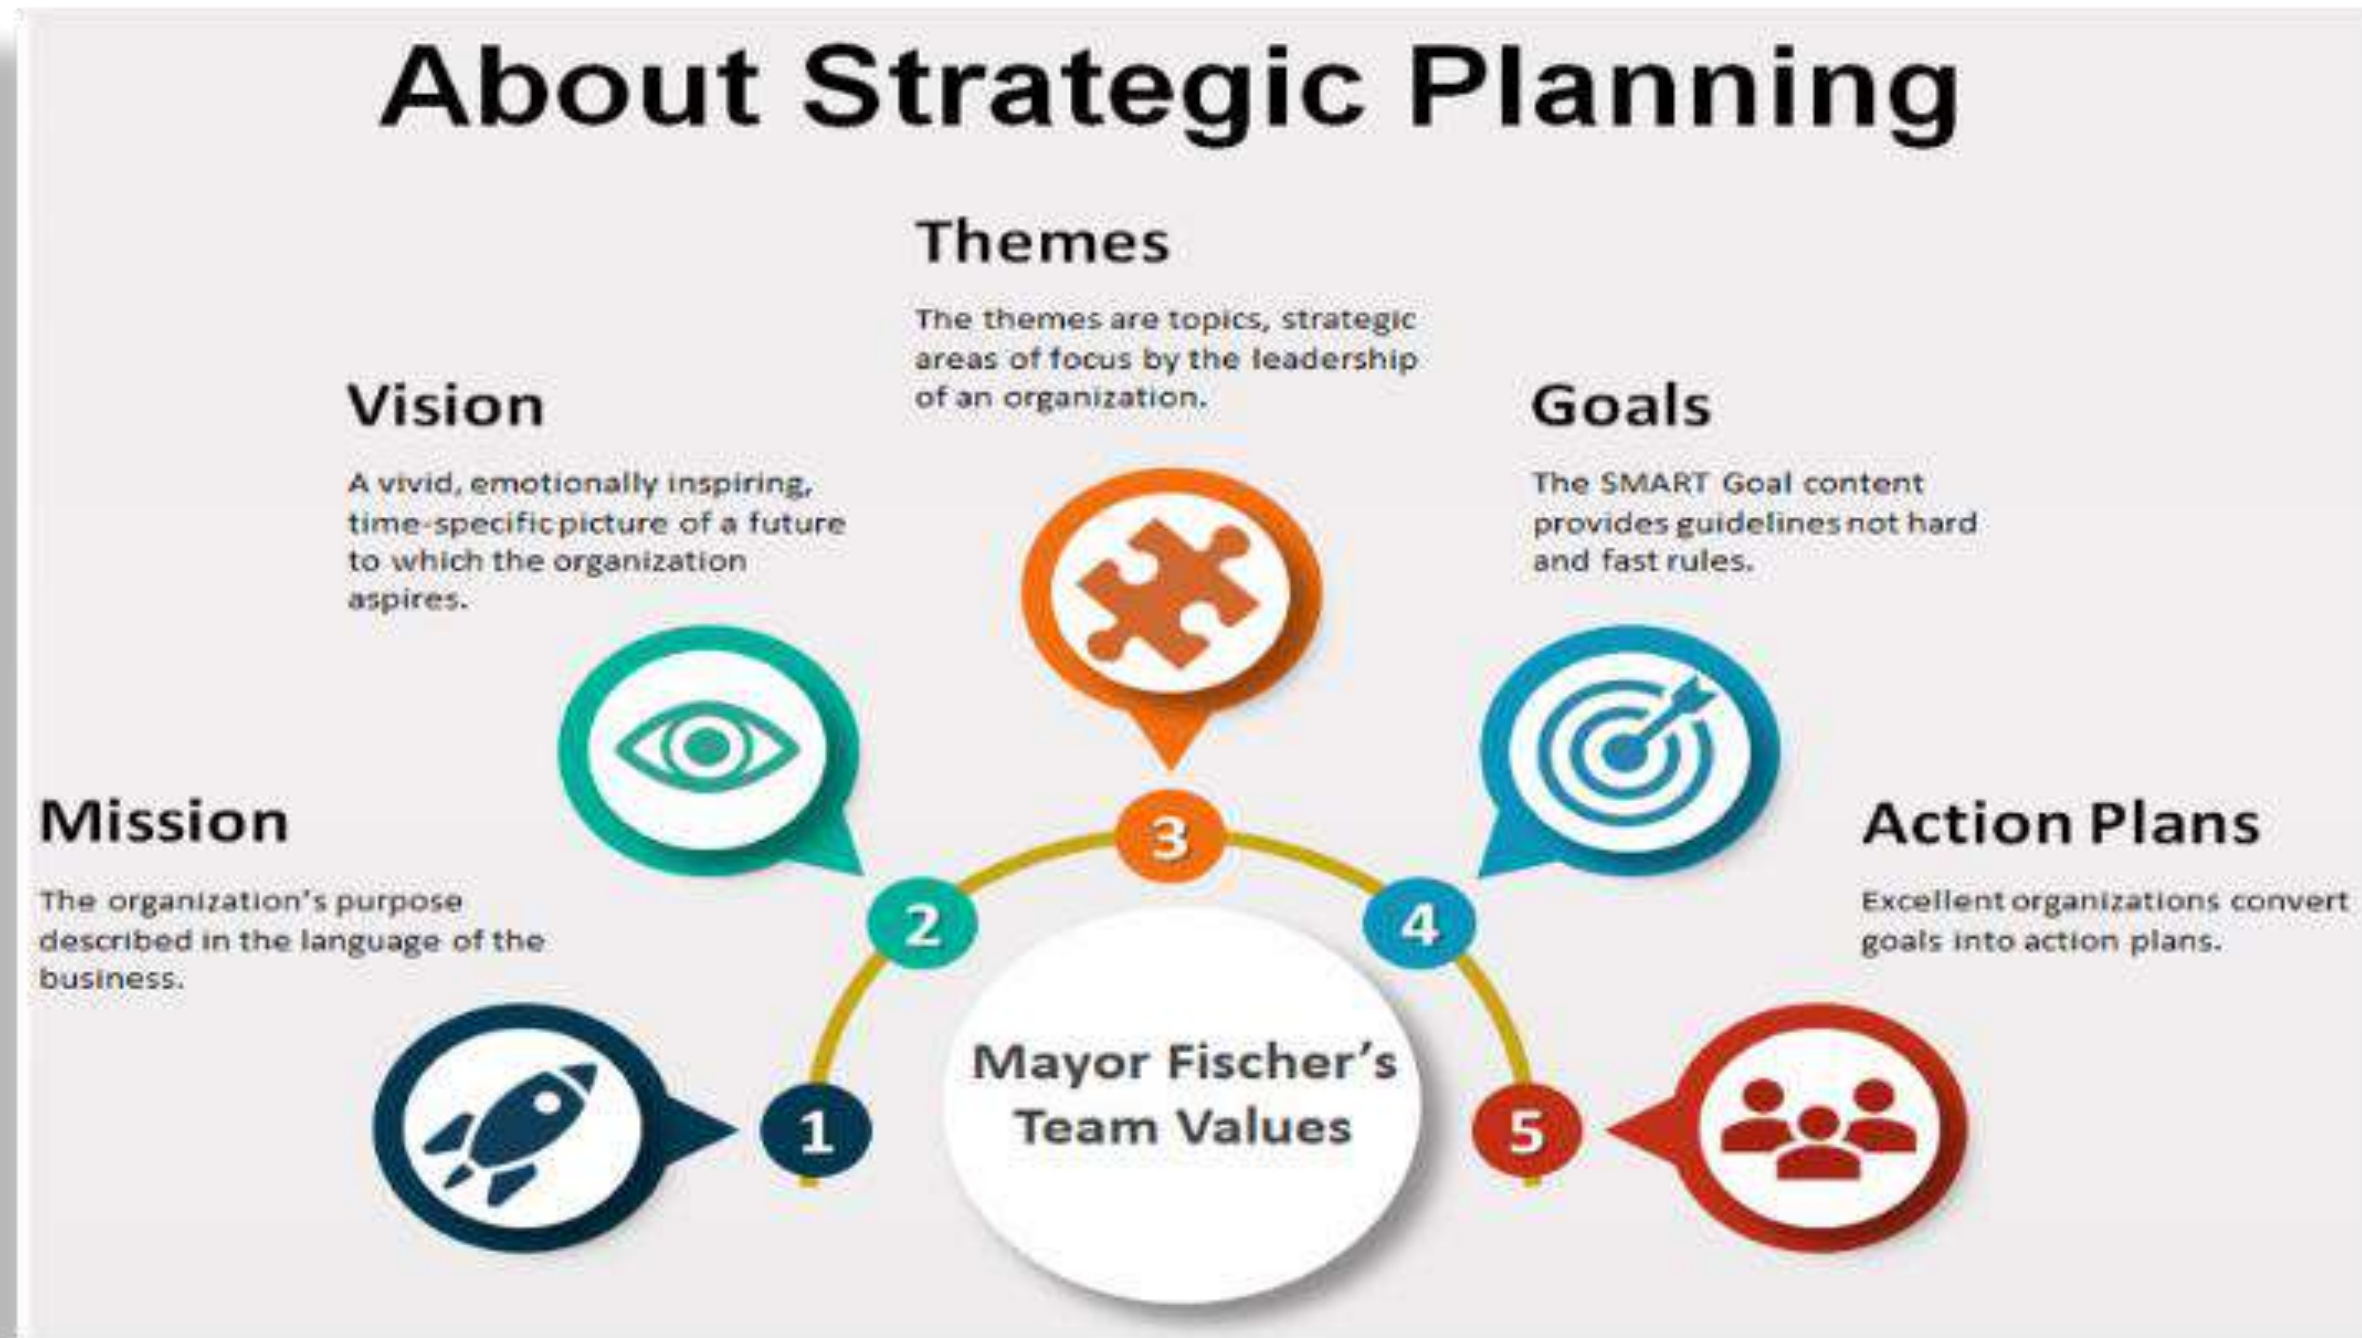 About Strategic Planning
Themes
The themes are topics, strategic
areas of focus by the leadership
of an organization.
Vision
A vivid, emotionally inspiring,
time-specific picture of a future
to which the organization
aspires.
Goals
The SMART Goal content
provides guidelines not hard
and fast rules.
Mission
The organization's purpose
described in the language of the
business.
Action Plans
Excellent organizations convert
goals into action plans.
1
2
3
4
5
Mayor Fischer's
Team Values